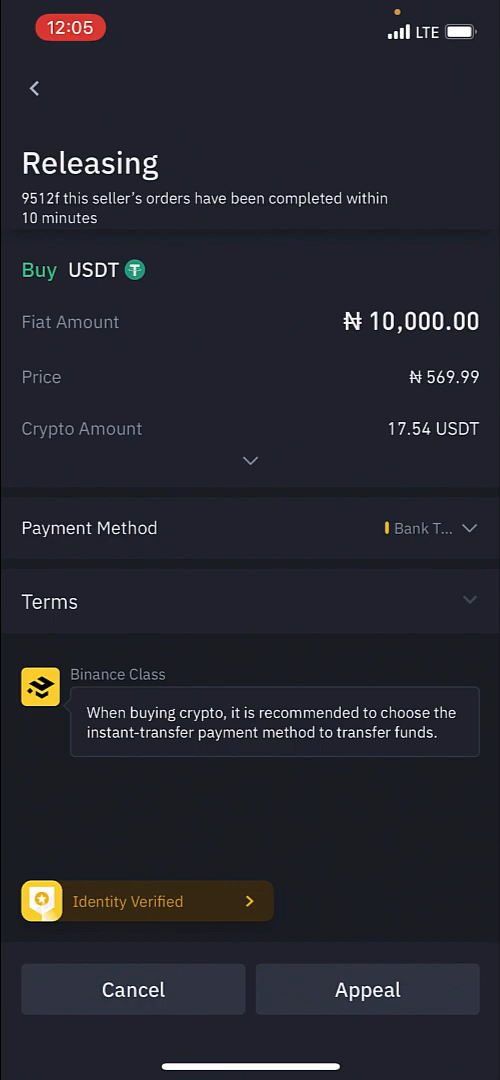 12:05
LTE
Releasing
9512f this seller's orders have been completed within
10 minutes
Buy USDT
Fiat Amount ₦ 10,000.00
Price ₦ 569.99
Crypto Amount 17.54 USDT
Payment Method Bank T...
Terms
Binance Class
When buying crypto, it is recommended to choose the
instant-transfer payment method to transfer funds.
Identity Verified
Cancel Appeal